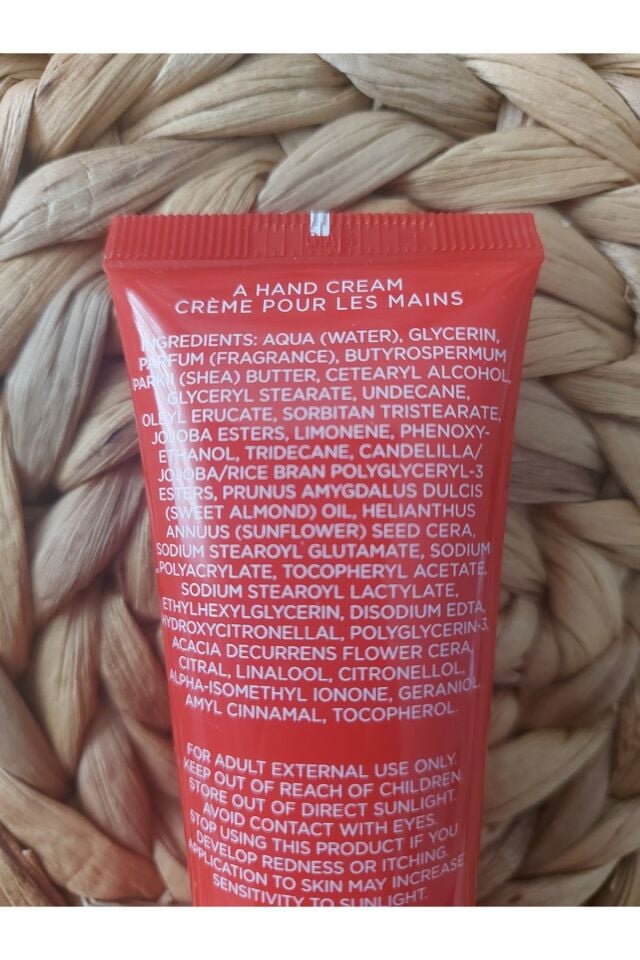 A HAND CREAM
CRÈME POUR LES MAINS
INGREDIENTS: AQUA (WATER), GLYCERIN,
PARFUM (FRAGRANCE), BUTYROSPERMUM
PARKII (SHEA) BUTTER, CETEARYL ALCOHOL,
GLYCERYL STEARATE, UNDECANE,
OLEYL ERUCATE, SORBITAN TRISTEARATE,
JOJOBA ESTERS, LIMONENE, PHENOXY-
ETHANOL, TRIDECANE, CANDELILLA/
JOJOBA/RICE BRAN POLYGLYCERYL-3
ESTERS, PRUNUS AMYGDALUS DULCIS
(SWEET ALMOND) OIL, HELIANTHUS
ANNUUS (SUNFLOWER) SEED CERA,
SODIUM STEAROYL GLUTAMATE, SODIUM
POLYACRYLATE, TOCOPHERYL ACETATE,
SODIUM STEAROYL LACTYLATE,
ETHYLHEXYLGLYCERIN, DISODIUM EDTA,
HYDROXYCITRONELLAL, POLYGLYCERIN-3,
ACACIA DECURRENS FLOWER CERA,
CITRAL, LINALOOL, CITRONELLOL,
ALPHA-ISOMETHYL IONONE, GERANIOL,
AMYL CINNAMAL, TOCOPHEROL.
FOR ADULT EXTERNAL USE ONLY.
KEEP OUT OF REACH OF CHILDREN.
STORE OUT OF DIRECT SUNLIGHT.
AVOID CONTACT WITH EYES.
STOP USING THIS PRODUCT IF YOU
DEVELOP REDNESS OR ITCHING.
APPLICATION TO SKIN MAY INCREASE
SENSITIVITY TO SUNLIGHT.